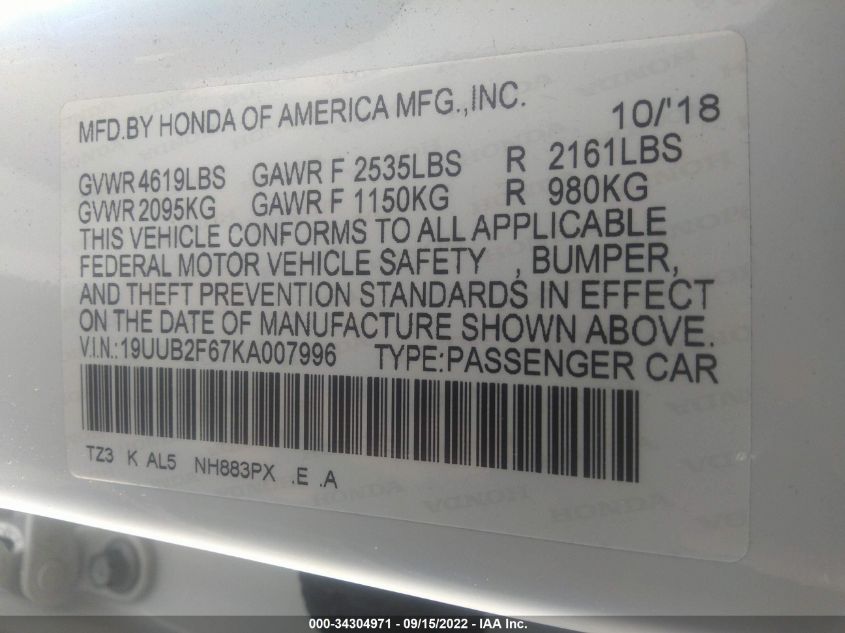 MFD.BY HONDA OF AMERICA MFG.,INC. 10/'18
GVWR 4619LBS GAWR F 2535LBS R 2161LBS
GVWR 2095KG GAWR F 1150KG R 980KG
THIS VEHICLE CONFORMS TO ALL APPLICABLE
FEDERAL MOTOR VEHICLE SAFETY , BUMPER,
AND THEFT PREVENTION STANDARDS IN EFFECT
ON THE DATE OF MANUFACTURE SHOWN ABOVE.
V.I.N.:19UUB2F67KA007996 TYPE:PASSENGER CAR
TZ3 K AL5 NH883PX .E .A
HONDA HONDA HONDA
000-34304971 - 09/15/2022 - IAA Inc.